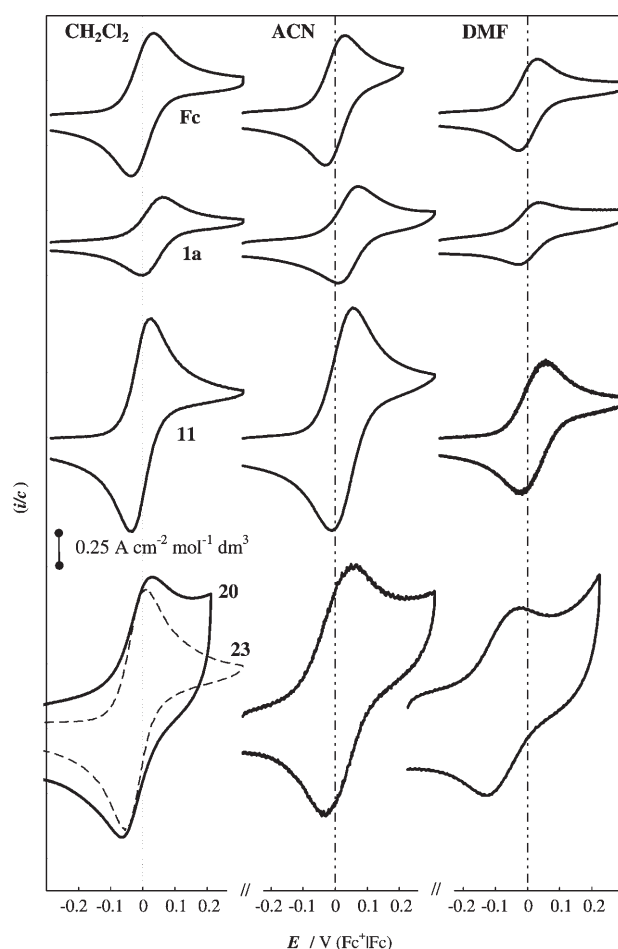 CH₂Cl₂ ACN DMF
Fc
1a
11
(i/c)
0.25 A cm⁻² mol⁻¹ dm³
20
23
-0.2 -0.1 0 0.1 0.2 // -0.2 -0.1 0 0.1 0.2 // -0.2 -0.1 0 0.1 0.2
E / V (Fc⁺|Fc)